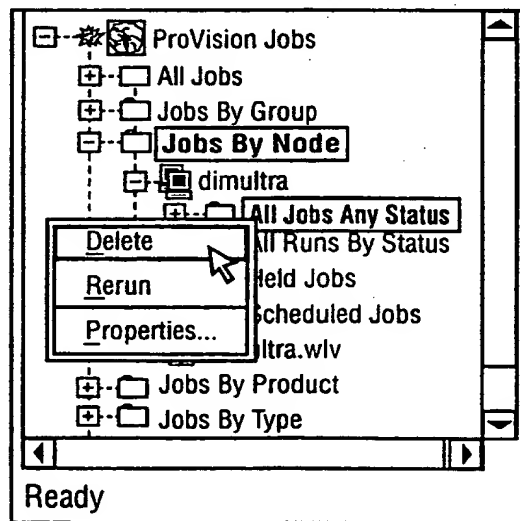 ProVision Jobs
All Jobs
Jobs By Group
Jobs By Node
dimultra
All Jobs Any Status
Delete
All Runs By Status
Rerun
Held Jobs
Scheduled Jobs
Properties...
ultra.wlv
Jobs By Product
Jobs By Type
Ready